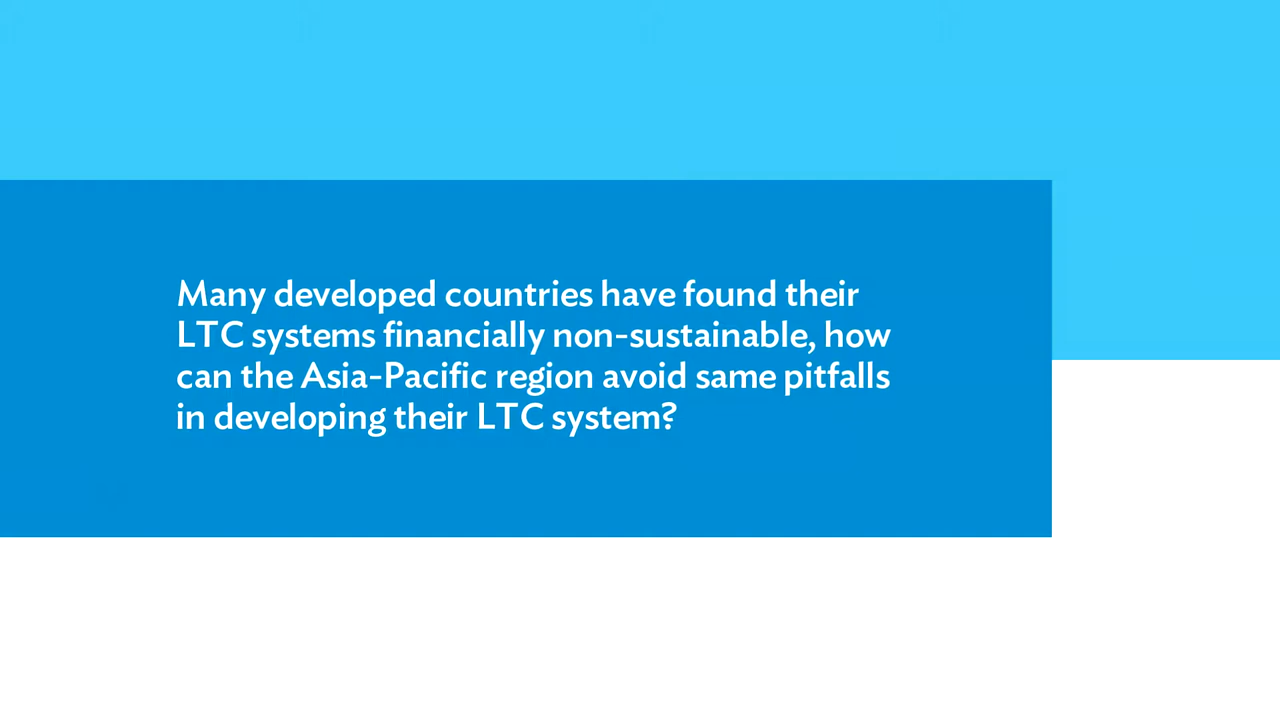 Many developed countries have found their
LTC systems financially non-sustainable, how
can the Asia-Pacific region avoid same pitfalls
in developing their LTC system?